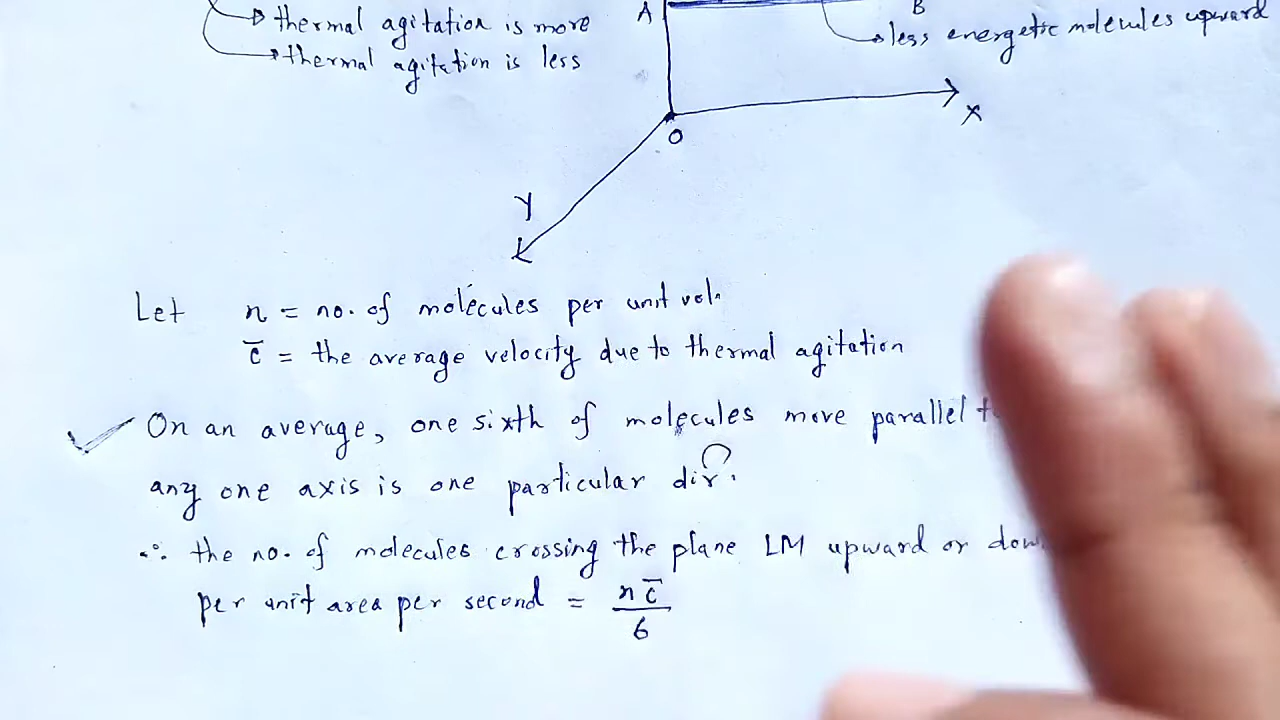 thermal agitation is more
thermal agitation is less
A
B
less energetic molecules upward
X
O
Y
Let n = no. of molecules per unit vol.
c̄ = the average velocity due to thermal agitation
On an average, one sixth of molecules move parallel
any one axis is one particular dirⁿ.
∴ the no. of molecules crossing the plane LM upward or
per unit area per second = n c̄ / 6